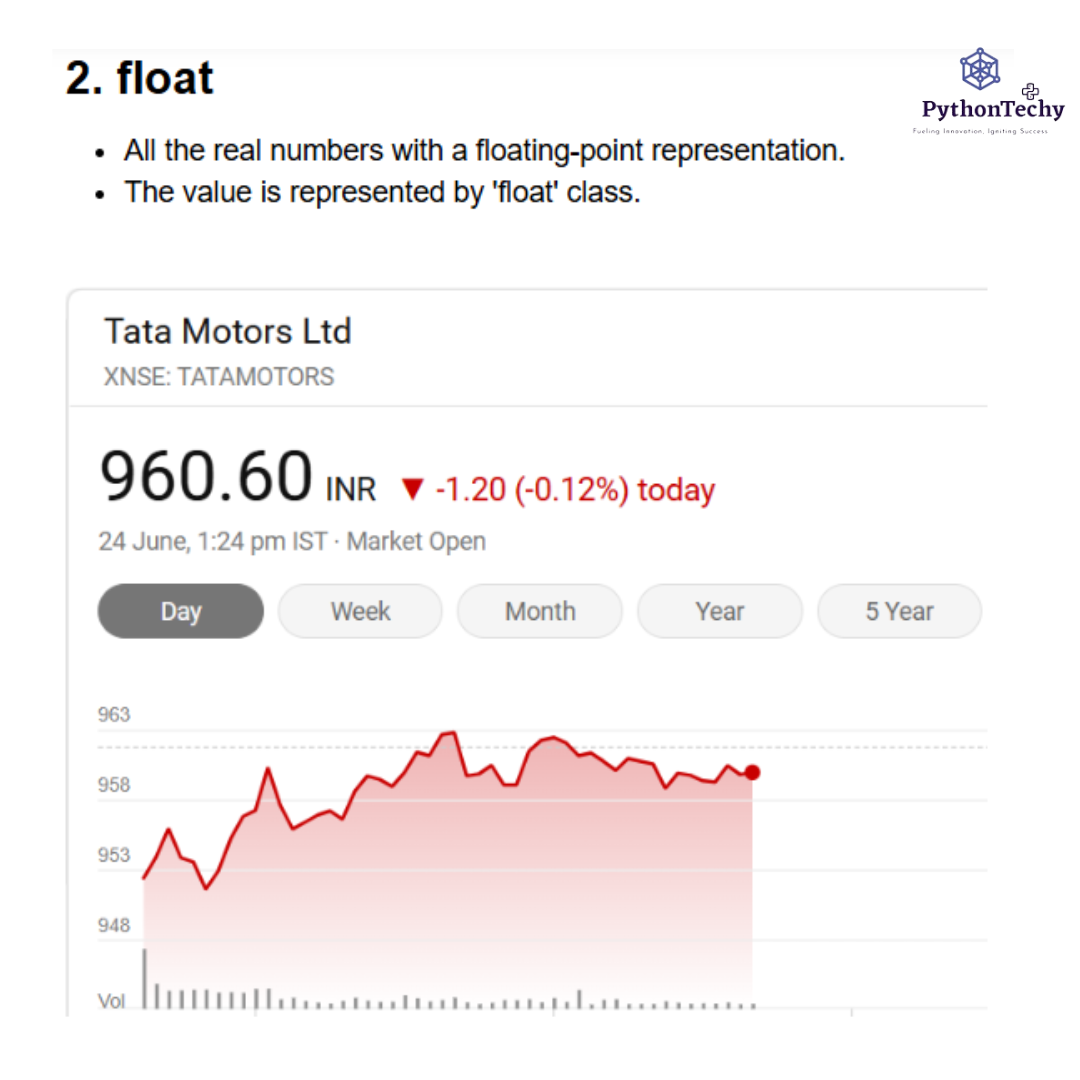 2. float
PythonTechy
Fueling Innovation, Igniting Success
• All the real numbers with a floating-point representation.
• The value is represented by 'float' class.
Tata Motors Ltd
XNSE: TATAMOTORS
960.60 INR ▼ -1.20 (-0.12%) today
24 June, 1:24 pm IST · Market Open
Day Week Month Year 5 Year
963
958
953
948
Vol